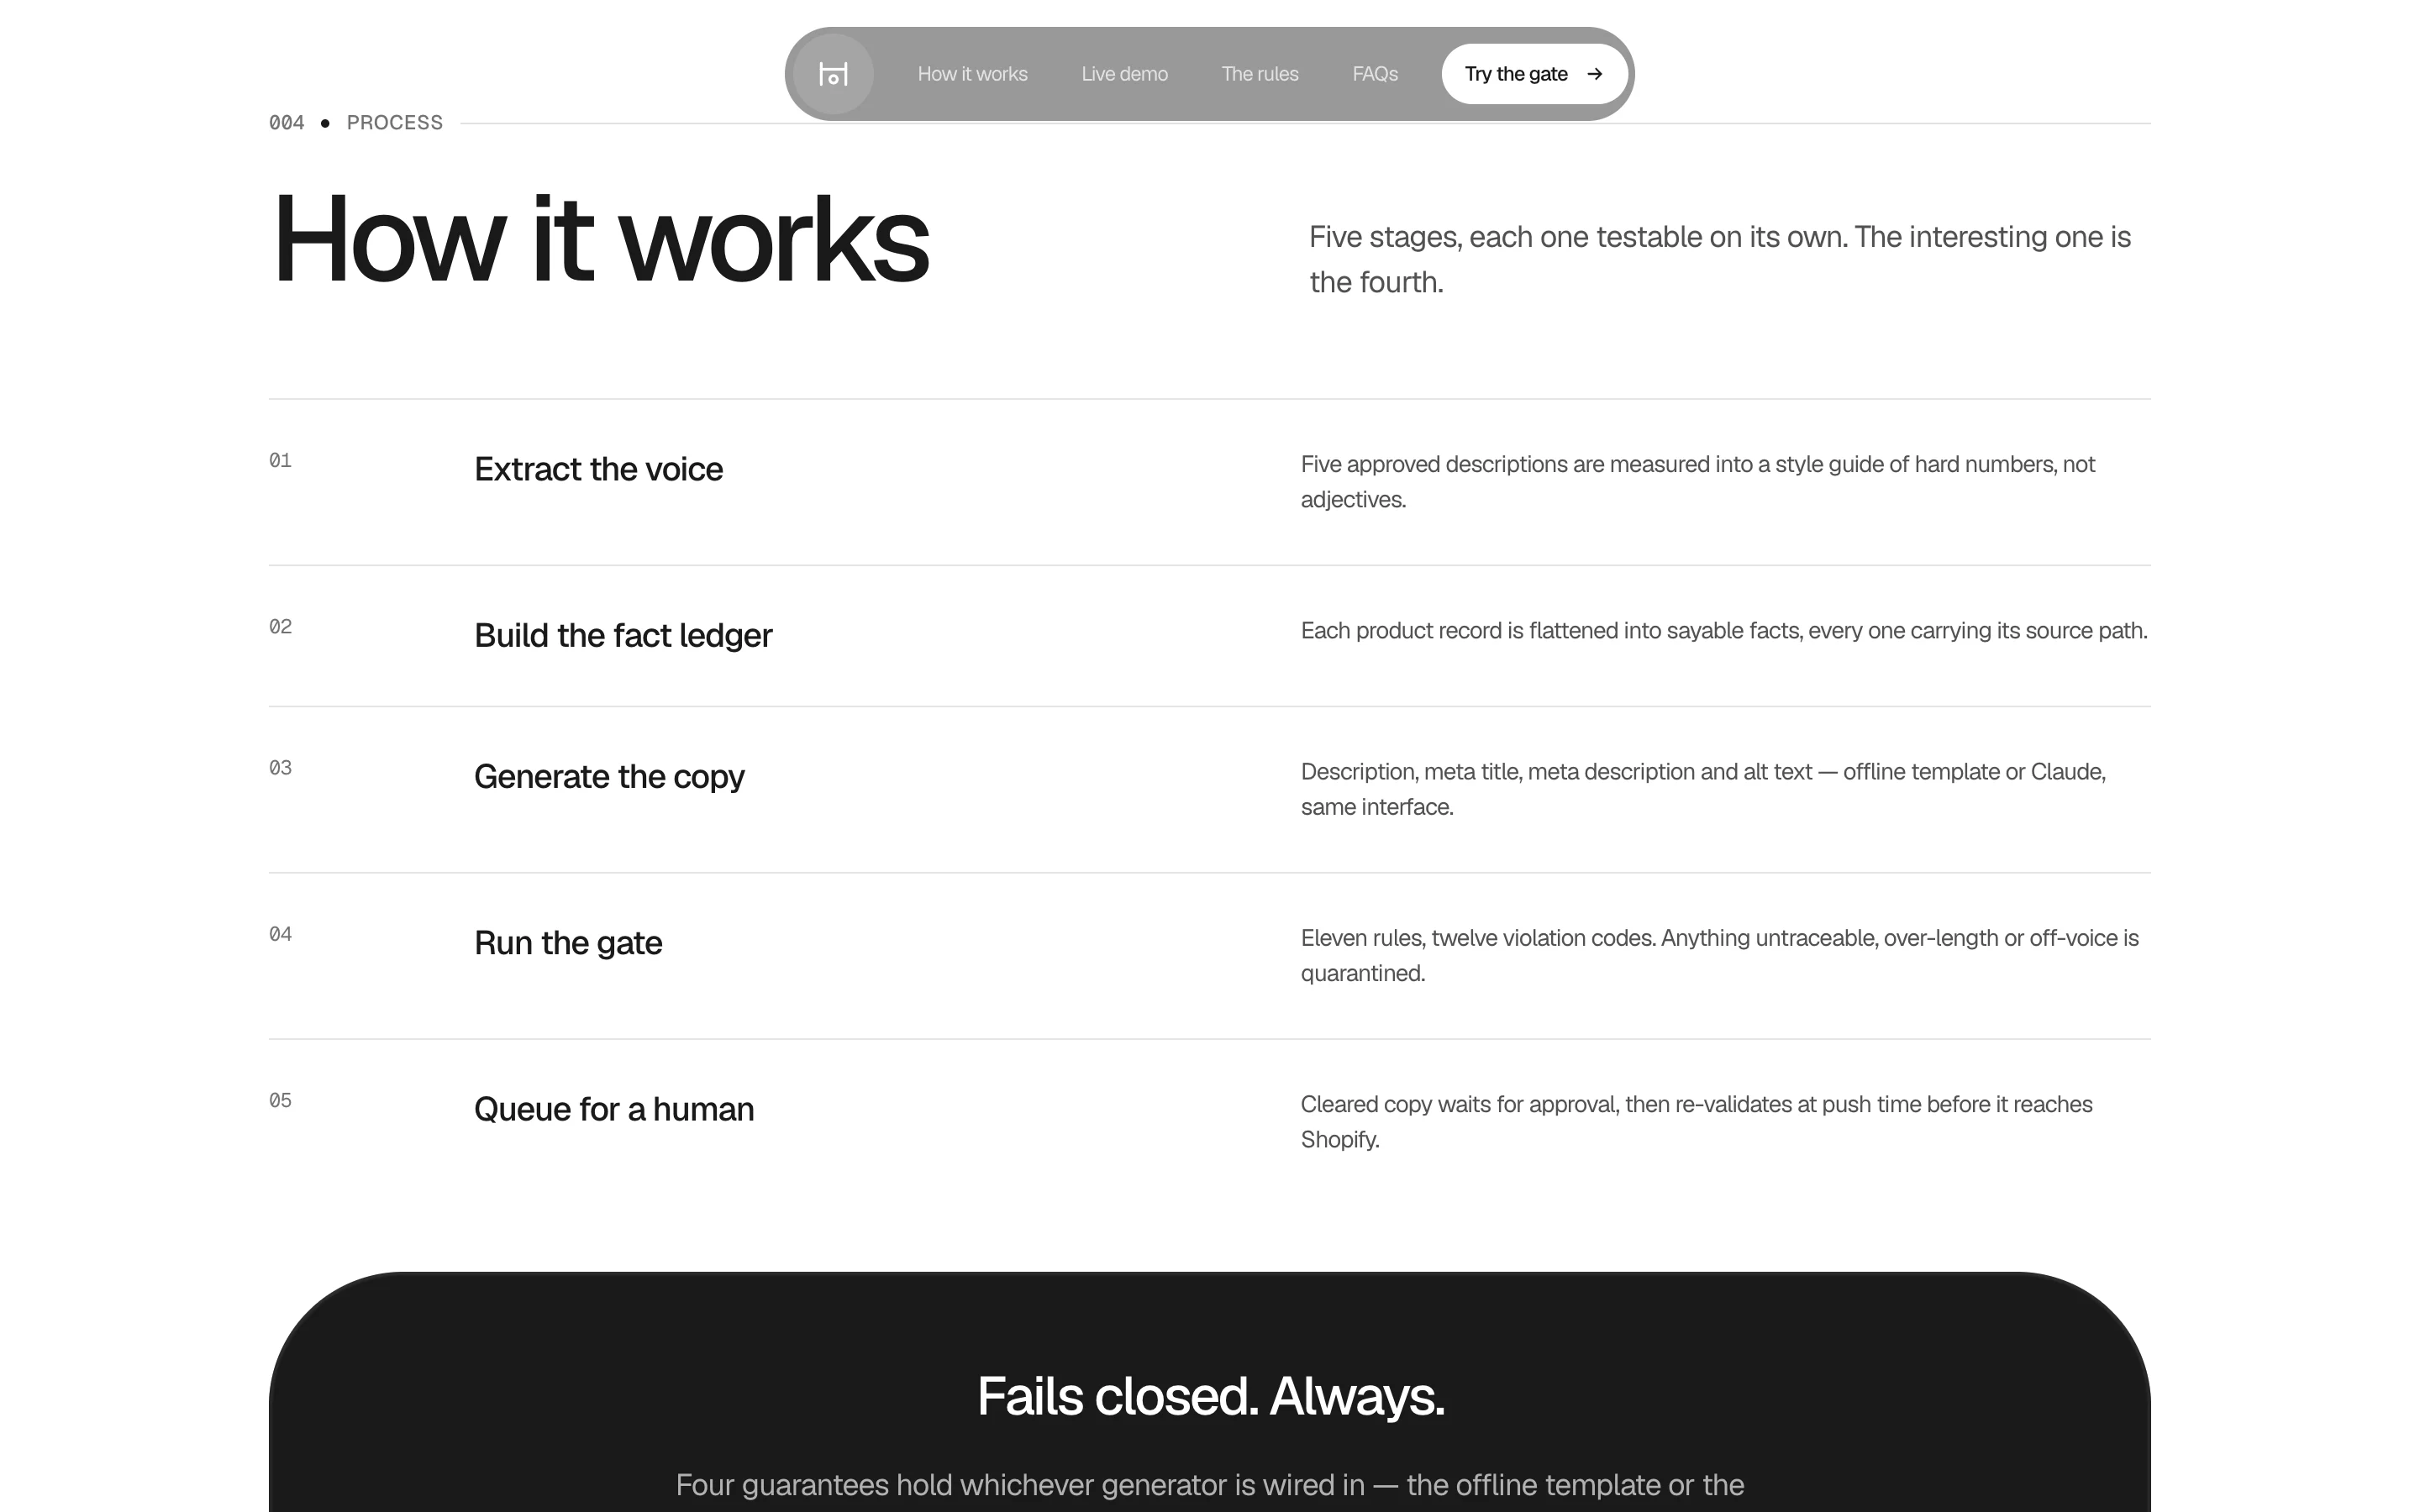 How it works
Live demo
The rules
FAQs
Try the gate →
004 • PROCESS
How it works
Five stages, each one testable on its own. The interesting one is
the fourth.
01
Extract the voice
Five approved descriptions are measured into a style guide of hard numbers, not
adjectives.
02
Build the fact ledger
Each product record is flattened into sayable facts, every one carrying its source path.
03
Generate the copy
Description, meta title, meta description and alt text — offline template or Claude,
same interface.
04
Run the gate
Eleven rules, twelve violation codes. Anything untraceable, over-length or off-voice is
quarantined.
05
Queue for a human
Cleared copy waits for approval, then re-validates at push time before it reaches
Shopify.
Fails closed. Always.
Four guarantees hold whichever generator is wired in — the offline template or the